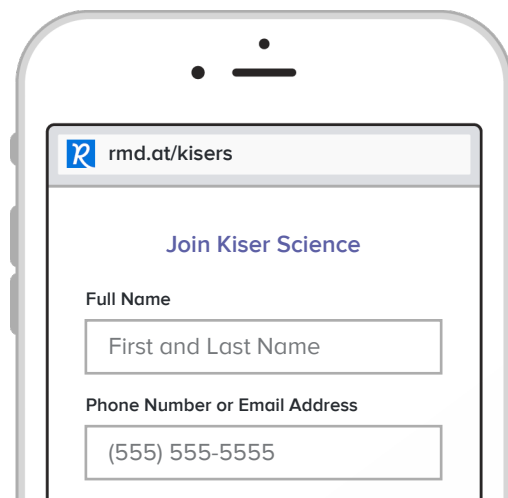 rmd.at/kisers
Join Kiser Science
Full Name
First and Last Name
Phone Number or Email Address
(555) 555-5555